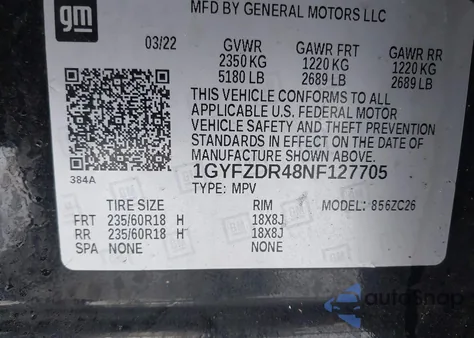 gm
MFD BY GENERAL MOTORS LLC
03/22 GVWR GAWR FRT GAWR RR
2350 KG 1220 KG 1220 KG
5180 LB 2689 LB 2689 LB
THIS VEHICLE CONFORMS TO ALL
APPLICABLE U.S. FEDERAL MOTOR
VEHICLE SAFETY AND THEFT PREVENTION
STANDARDS IN EFFECT ON THE DATE OF
MANUFACTURE SHOWN ABOVE.
384A
1GYFZDR48NF127705
TYPE: MPV MODEL: 856ZC26
TIRE SIZE RIM
FRT 235/60R18 H 18X8J
RR 235/60R18 H 18X8J
SPA NONE NONE
autoSnap